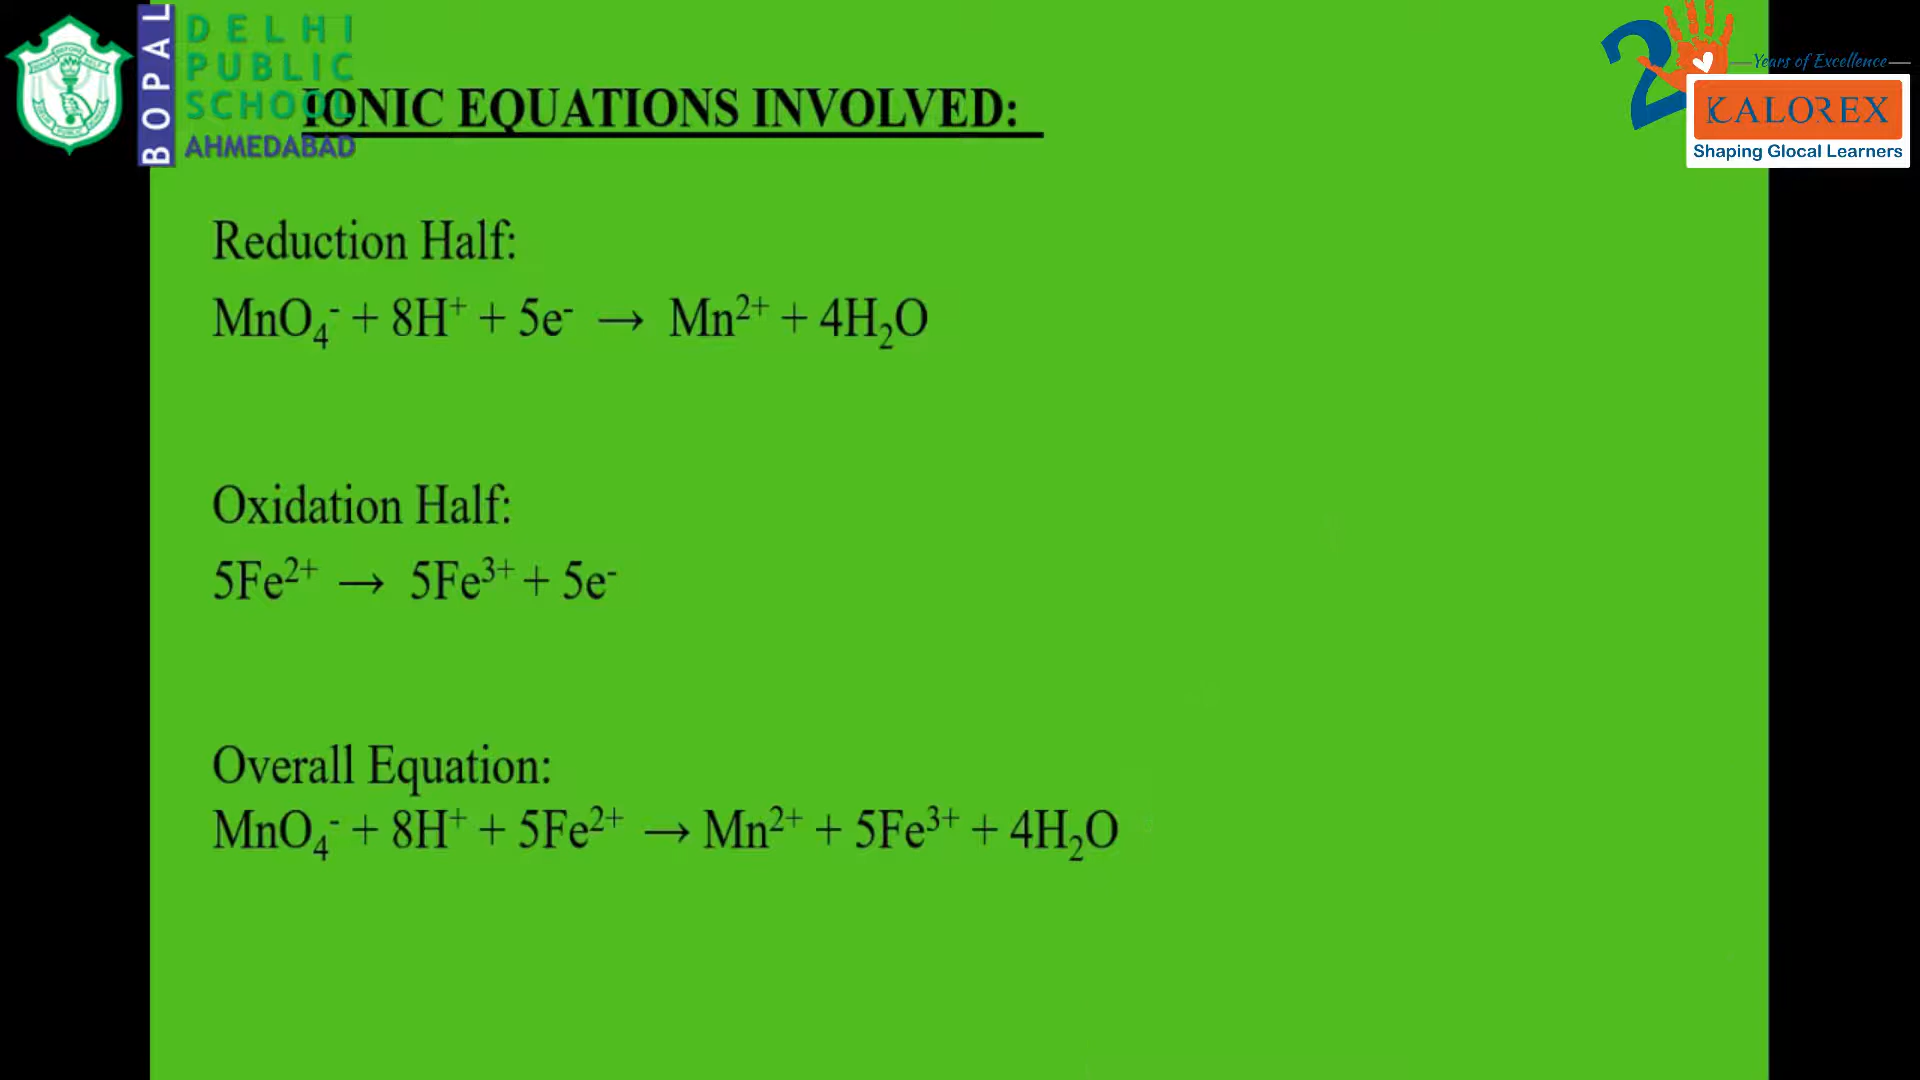 BOPAL
DELHI
PUBLIC
SCHOOL
AHMEDABAD
IONIC EQUATIONS INVOLVED:
2
Years of Excellence
KALOREX
Shaping Glocal Learners
Reduction Half:
MnO₄⁻ + 8H⁺ + 5e⁻ → Mn²⁺ + 4H₂O
Oxidation Half:
5Fe²⁺ → 5Fe³⁺ + 5e⁻
Overall Equation:
MnO₄⁻ + 8H⁺ + 5Fe²⁺ → Mn²⁺ + 5Fe³⁺ + 4H₂O